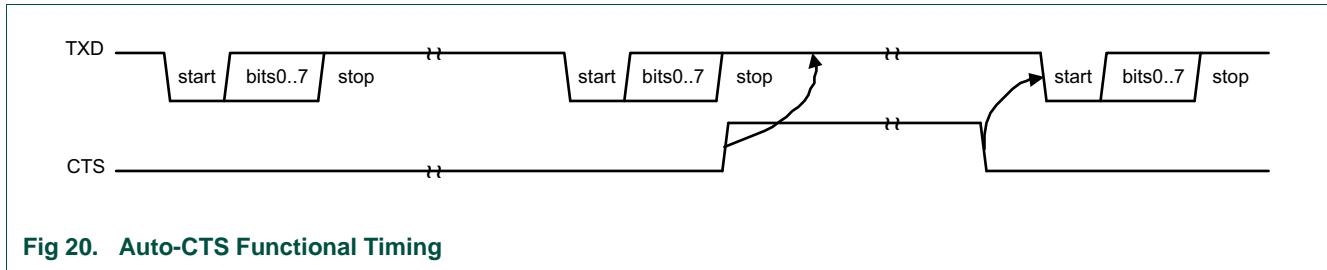 TXD
start bits0..7 stop start bits0..7 stop start bits0..7 stop
CTS
Fig 20. Auto-CTS Functional Timing